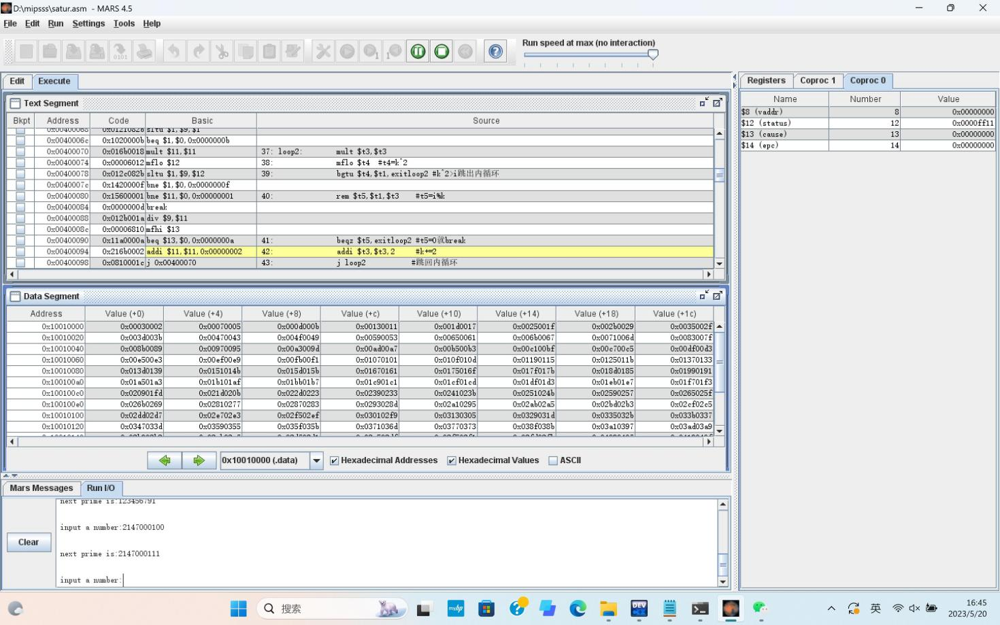 D:\mipsss\satur.asm - MARS 4.5
File Edit Run Settings Tools Help
Run speed at max (no interaction)
Edit Execute
Registers Coproc 1 Coproc 0
Text Segment
Name Number Value
$8 (vaddr) 8 0x00000000
$12 (status) 12 0x0000ff11
$13 (cause) 13 0x00000000
$14 (epc) 14 0x00000000
Bkpt Address Code Basic Source
0x00400068 0x0121082b sltu $1,$9,$1
0x0040006c 0x1020000b beq $1,$0,0x0000000b
0x00400070 0x016b0018 mult $11,$11 37: loop2: mult $t3,$t3
0x00400074 0x00006012 mflo $12 38: mflo $t4 #t4=k^2
0x00400078 0x012c082b sltu $1,$9,$12 39: bgtu $t4,$t1,exitloop2 #k^2>i跳出内循环
0x0040007c 0x1420000f bne $1,$0,0x0000000f
0x00400080 0x15600001 bne $11,$0,0x00000001 40: rem $t5,$t1,$t3 #t5=i%k
0x00400084 0x0000000d break
0x00400088 0x012b001a div $9,$11
0x0040008c 0x00006810 mfhi $13
0x00400090 0x11a0000a beq $13,$0,0x0000000a 41: beqz $t5,exitloop2 #t5=0就break
0x00400094 0x216b0002 addi $11,$11,0x00000002 42: addi $t3,$t3,2 #k+=2
0x00400098 0x0810001c j 0x00400070 43: j loop2 #跳回内循环
Data Segment
Address Value (+0) Value (+4) Value (+8) Value (+c) Value (+10) Value (+14) Value (+18) Value (+1c)
0x10010000 0x00030002 0x00070005 0x000d000b 0x00130011 0x001d0017 0x0025001f 0x002b0029 0x0035002f
0x10010020 0x003d003b 0x00470043 0x004f0049 0x00590053 0x00650061 0x006b0067 0x0071006d 0x0083007f
0x10010040 0x008b0089 0x00970095 0x00a3009d 0x00ad00a7 0x00b500b3 0x00c100bf 0x00c700c5 0x00df00d3
0x10010060 0x00e500e3 0x00ef00e9 0x00fb00f1 0x01070101 0x010f010d 0x01190115 0x0125011b 0x01370133
0x10010080 0x013d0139 0x0151014b 0x015d015b 0x01670161 0x0175016f 0x017f017b 0x018d0185 0x01990191
0x100100a0 0x01a501a3 0x01b101af 0x01bb01b7 0x01c901c1 0x01cf01cd 0x01df01d3 0x01eb01e7 0x01f701f3
0x100100c0 0x020901fd 0x021d020b 0x022d0223 0x02390233 0x0241023b 0x0251024b 0x02590257 0x0265025f
0x100100e0 0x026b0269 0x02810277 0x02870283 0x0293028d 0x02a10295 0x02ab02a5 0x02bd02b3 0x02cf02c5
0x10010100 0x02dd02d7 0x02e702e3 0x02f502ef 0x030102f9 0x03130305 0x0329031d 0x0335032b 0x033b0337
0x10010120 0x0347033d 0x03590355 0x035f035b 0x0371036d 0x03770373 0x038f038b 0x03a10397 0x03ad03a9
0x10010000 (.data) Hexadecimal Addresses Hexadecimal Values ASCII
Mars Messages Run I/O
next prime is:123456791
input a number:2147000100
Clear
next prime is:2147000111
input a number:
搜索
myhp
DEV
英
16:45
2023/5/20